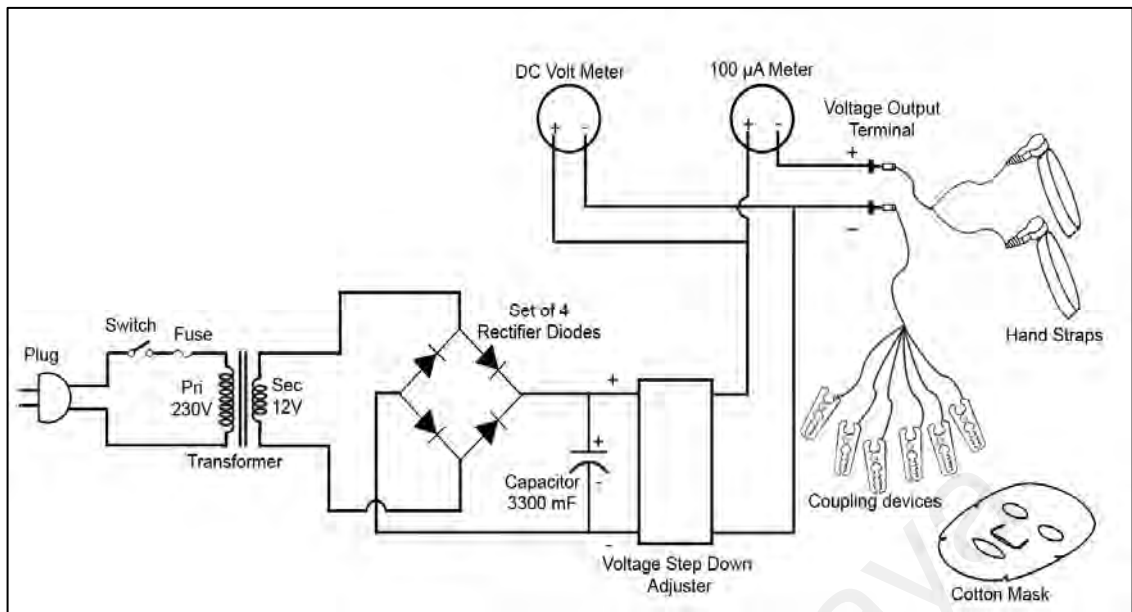 DC Volt Meter
100 µA Meter
+ -
+ -
Voltage Output
Terminal
+
–
Hand Straps
Set of 4
Rectifier Diodes
Switch
Fuse
Plug
Pri
230V
Sec
12V
Transformer
+
+
-
Capacitor
3300 mF
-
Voltage Step Down
Adjuster
Coupling devices
Cotton Mask